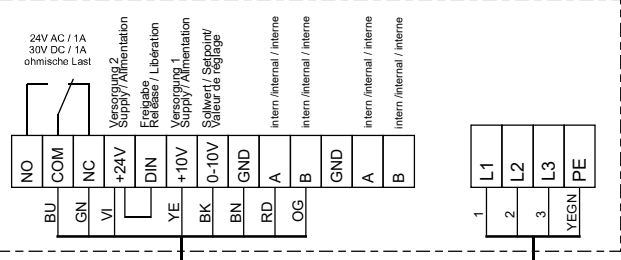 24V AC / 1A
30V DC / 1A
ohmische Last
Versorgung 2
Supply / Alimentation
Freigabe
Release / Libération
Versorgung 1
Supply / Alimentation
Sollwert / Setpoint/
Valeur de réglage
intern /internal / interne
intern /internal / interne
intern /internal / interne
intern /internal / interne
NO
COM
NC
+24V
DIN
+10V
0-10V
GND
A
B
GND
A
B
L1
L2
L3
PE
BU
GN
VI
YE
BK
BN
RD
OG
1
2
3
YEGN